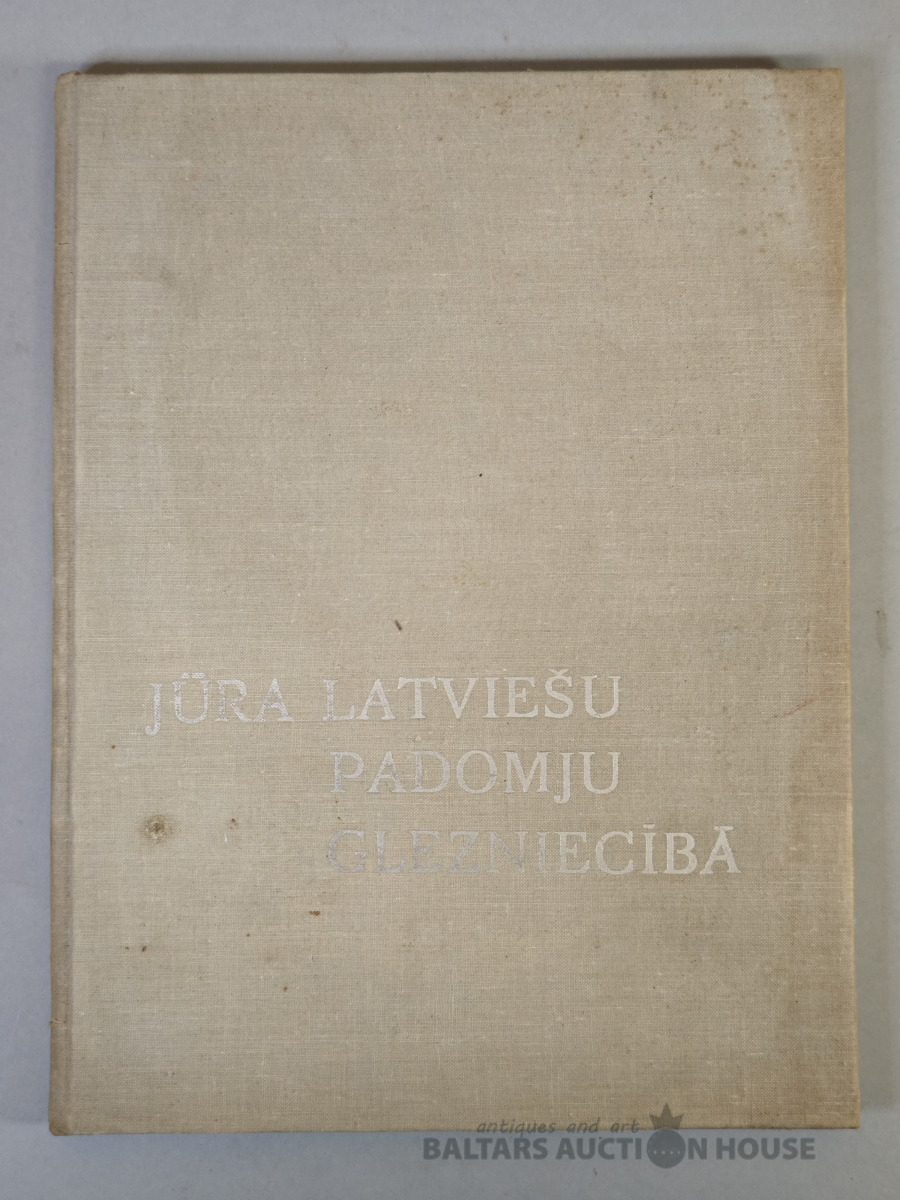 JŪRA LATVIEŠU
PADOMJU
GLEZNIECĪBĀ
antiques and art
BALTARS AUCTION HOUSE